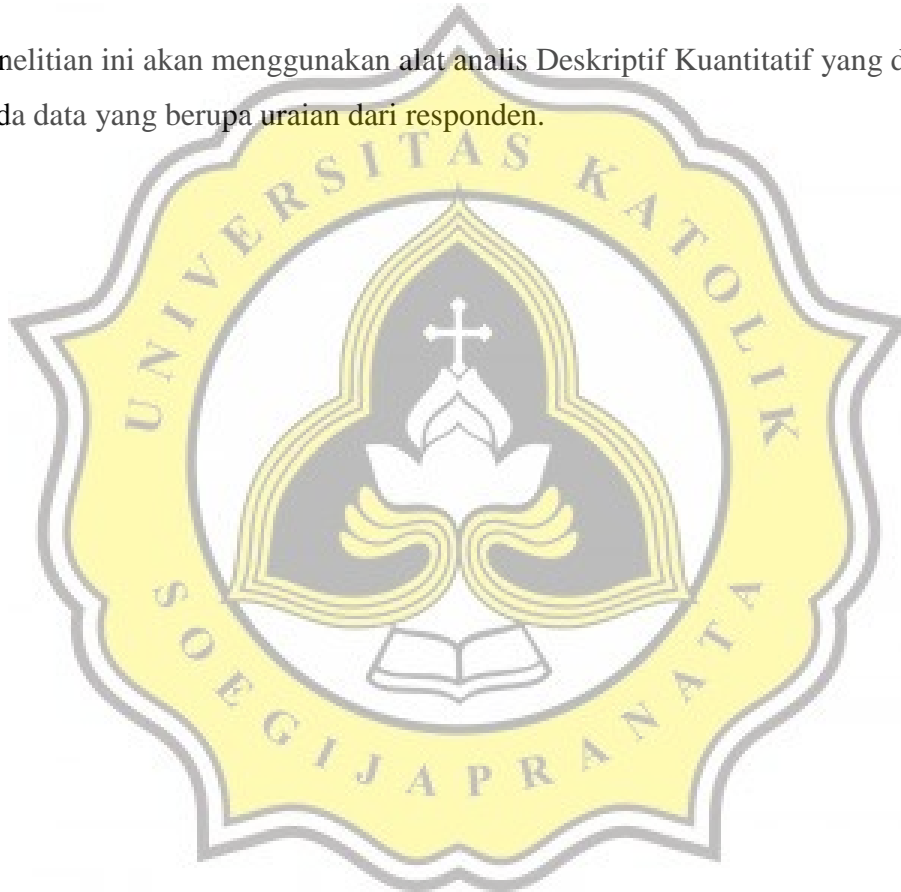 nelitian ini akan menggunakan alat analis Deskriptif Kuantitatif yang d
da data yang berupa uraian dari responden.
UNIVERSITAS KATOLIK
SOEGIJAPRANATA